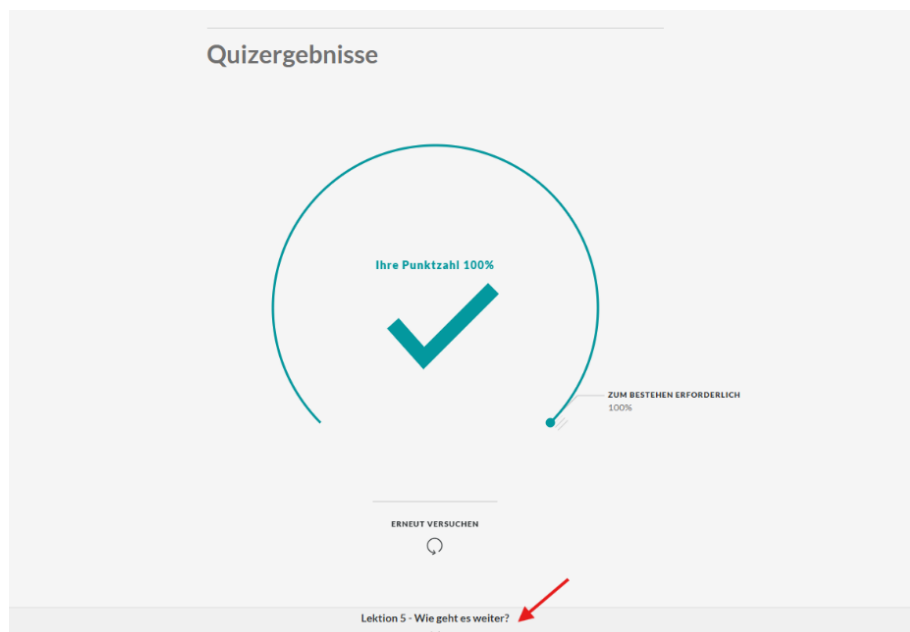 Quizergebnisse
Ihre Punktzahl 100%
ZUM BESTEHEN ERFORDERLICH
100%
ERNEUT VERSUCHEN
Lektion 5 - Wie geht es weiter?